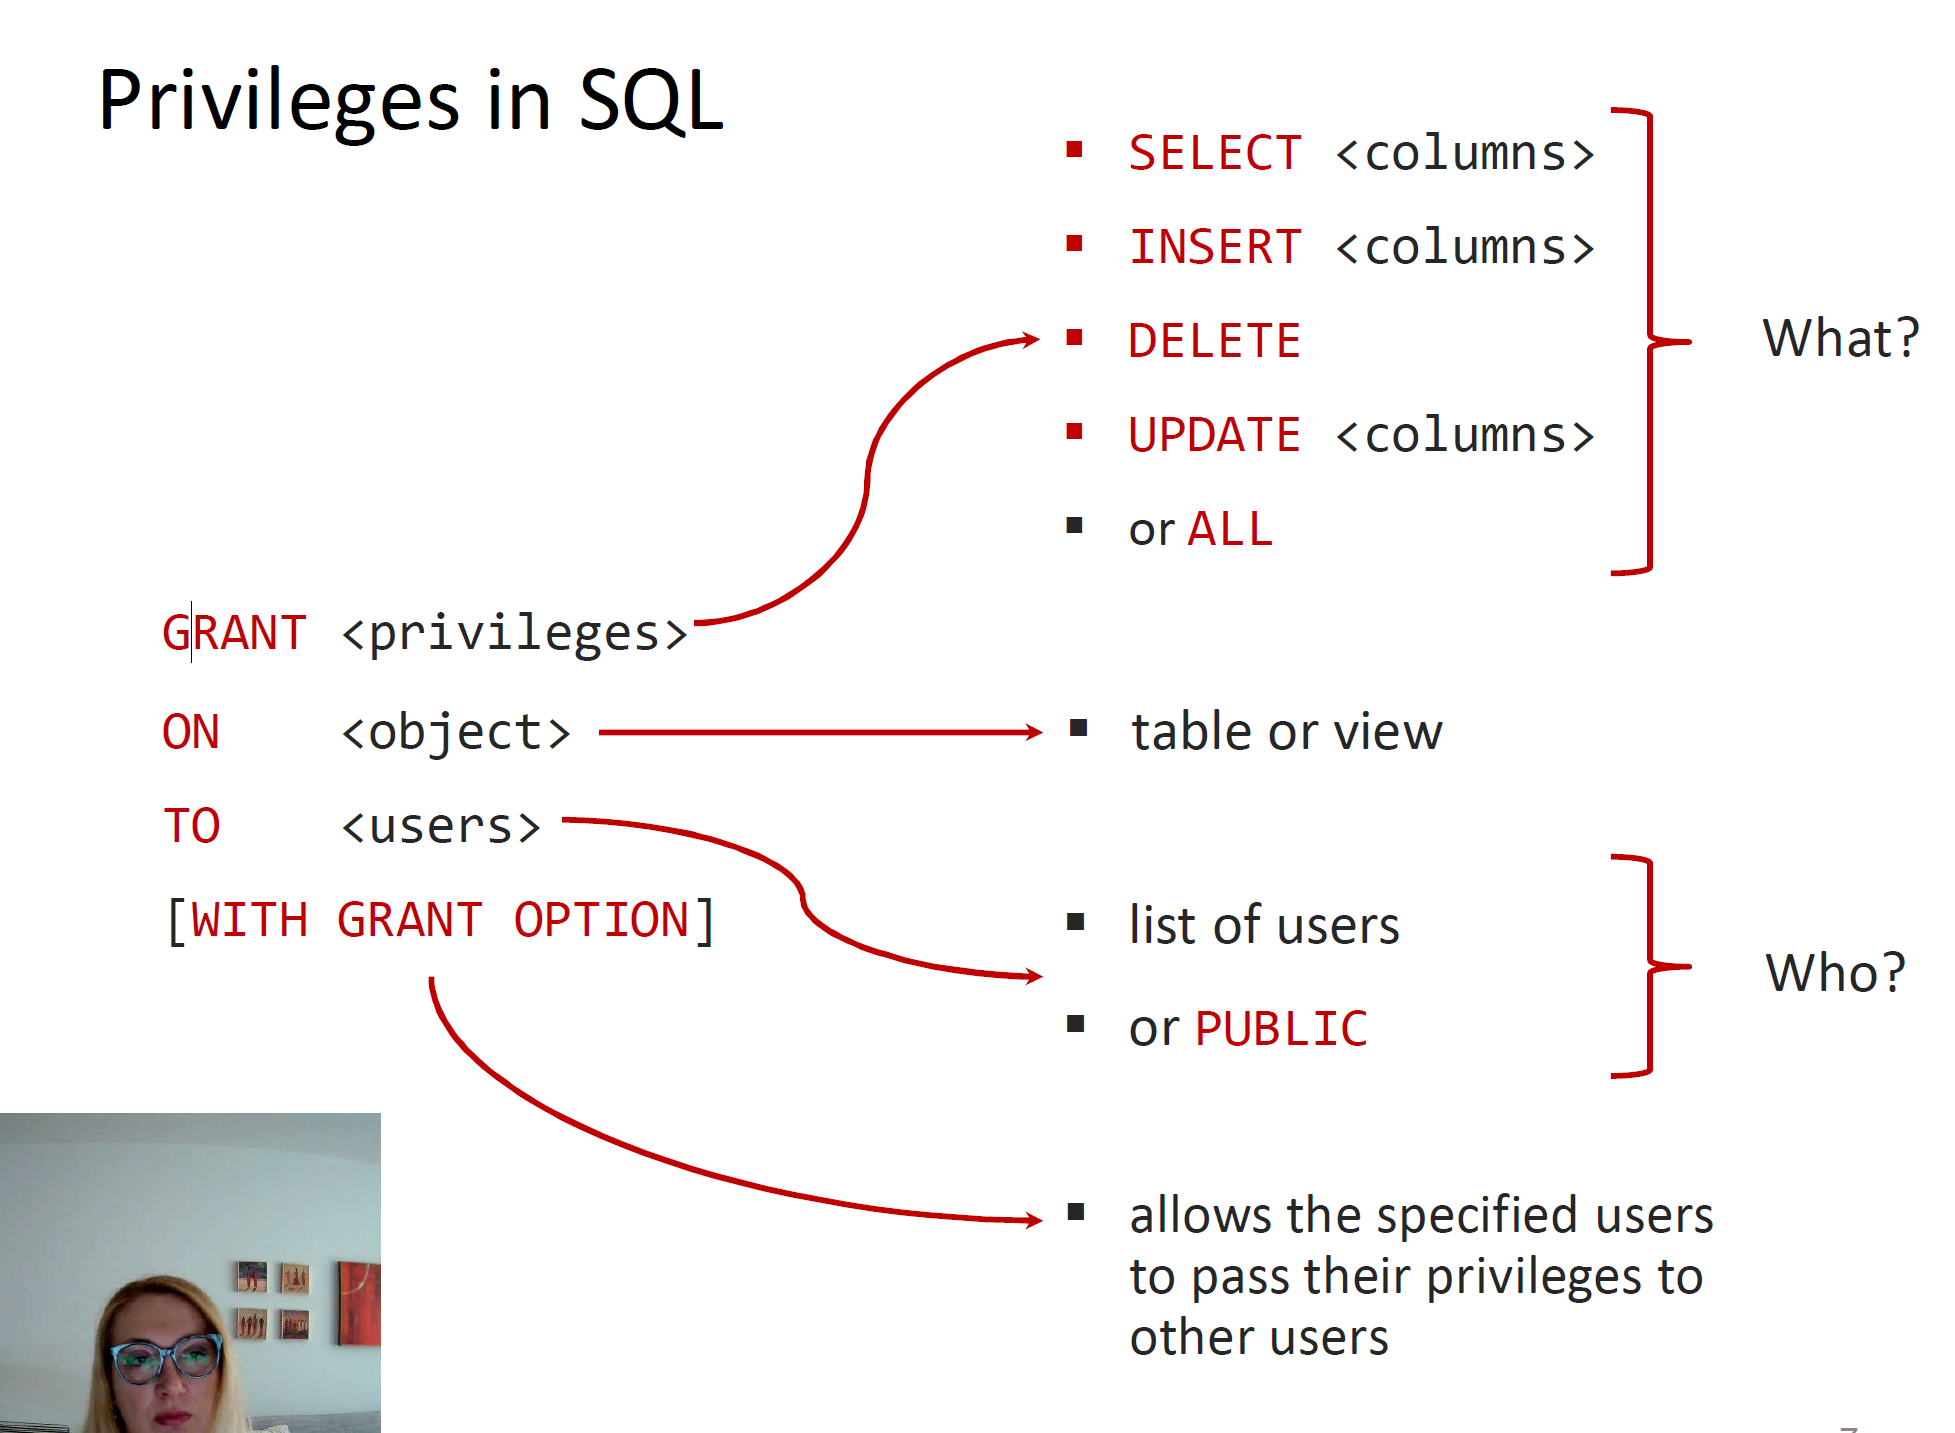 Privileges in SQL
▪ SELECT <columns>
▪ INSERT <columns>
▪ DELETE
▪ UPDATE <columns>
▪ or ALL
What?
GRANT <privileges>
ON <object>
TO <users>
[WITH GRANT OPTION]
▪ table or view
▪ list of users
▪ or PUBLIC
Who?
▪ allows the specified users
to pass their privileges to
other users